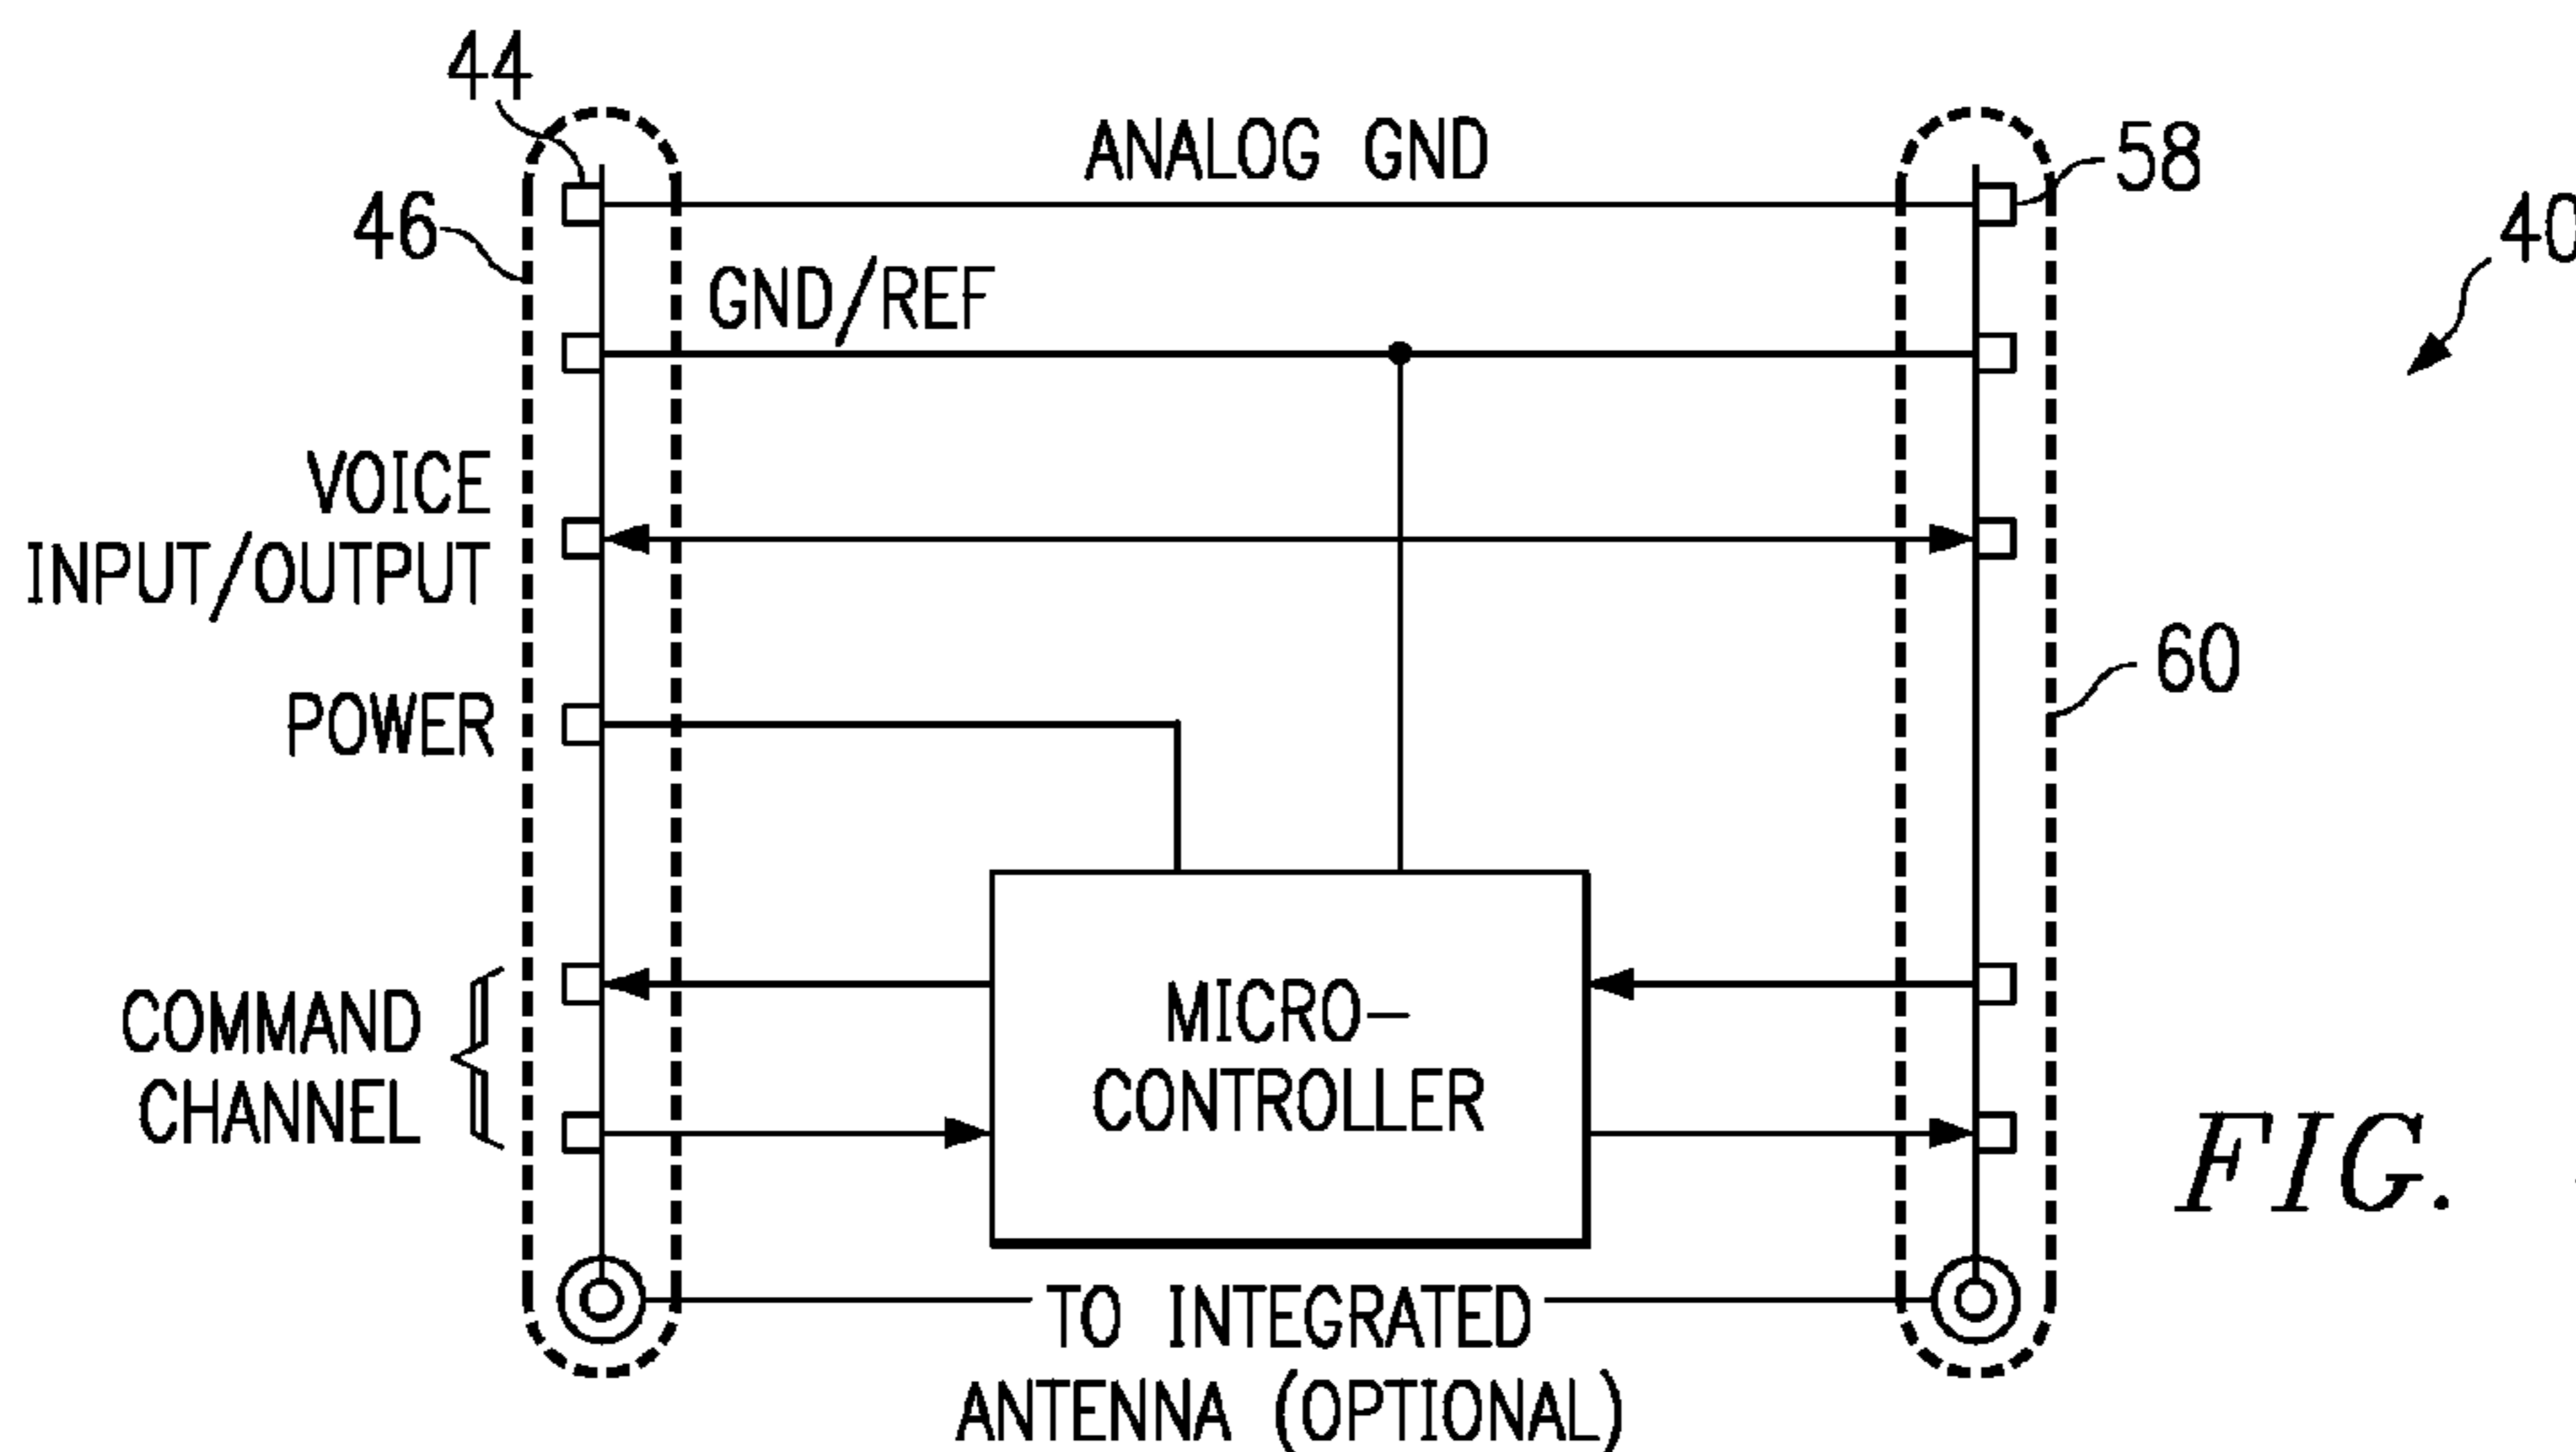 44
ANALOG GND
58
46
40
GND/REF
VOICE
INPUT/OUTPUT
60
POWER
COMMAND
CHANNEL
MICRO-
CONTROLLER
FIG.
TO INTEGRATED
ANTENNA (OPTIONAL)